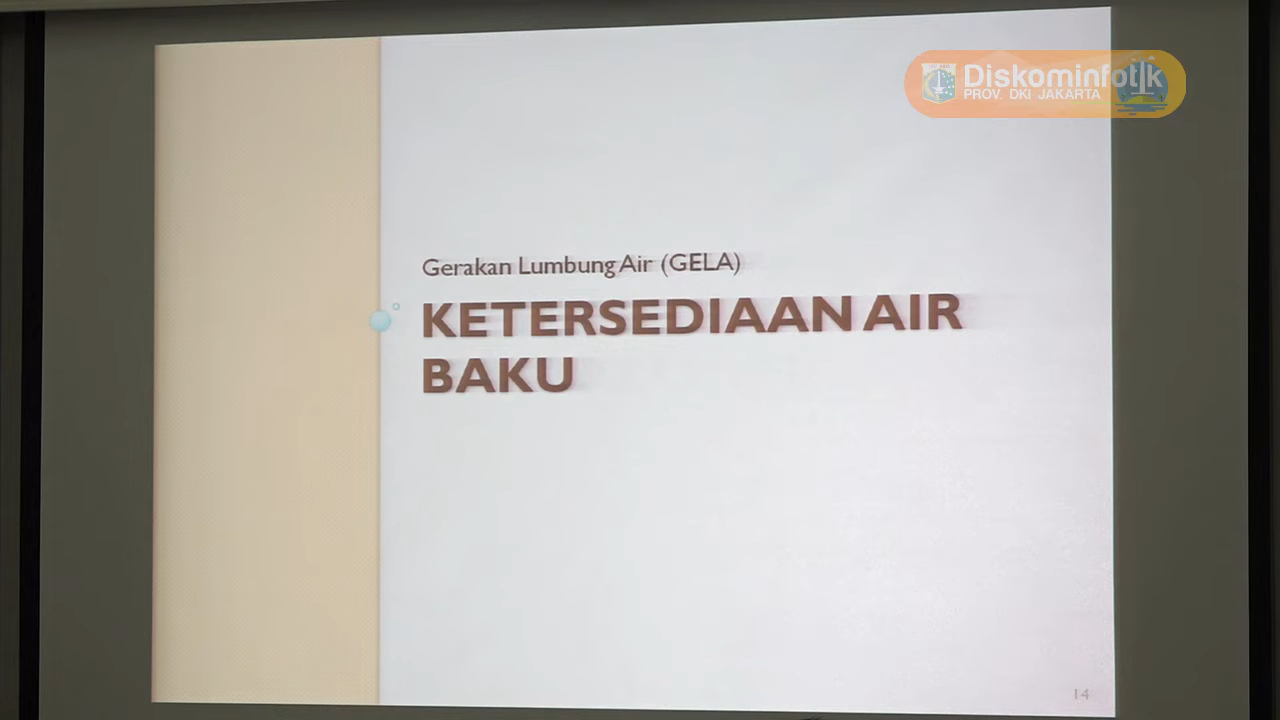 Diskominfotik
PROV. DKI JAKARTA
Gerakan Lumbung Air (GELA)
KETERSEDIAAN AIR
BAKU
14